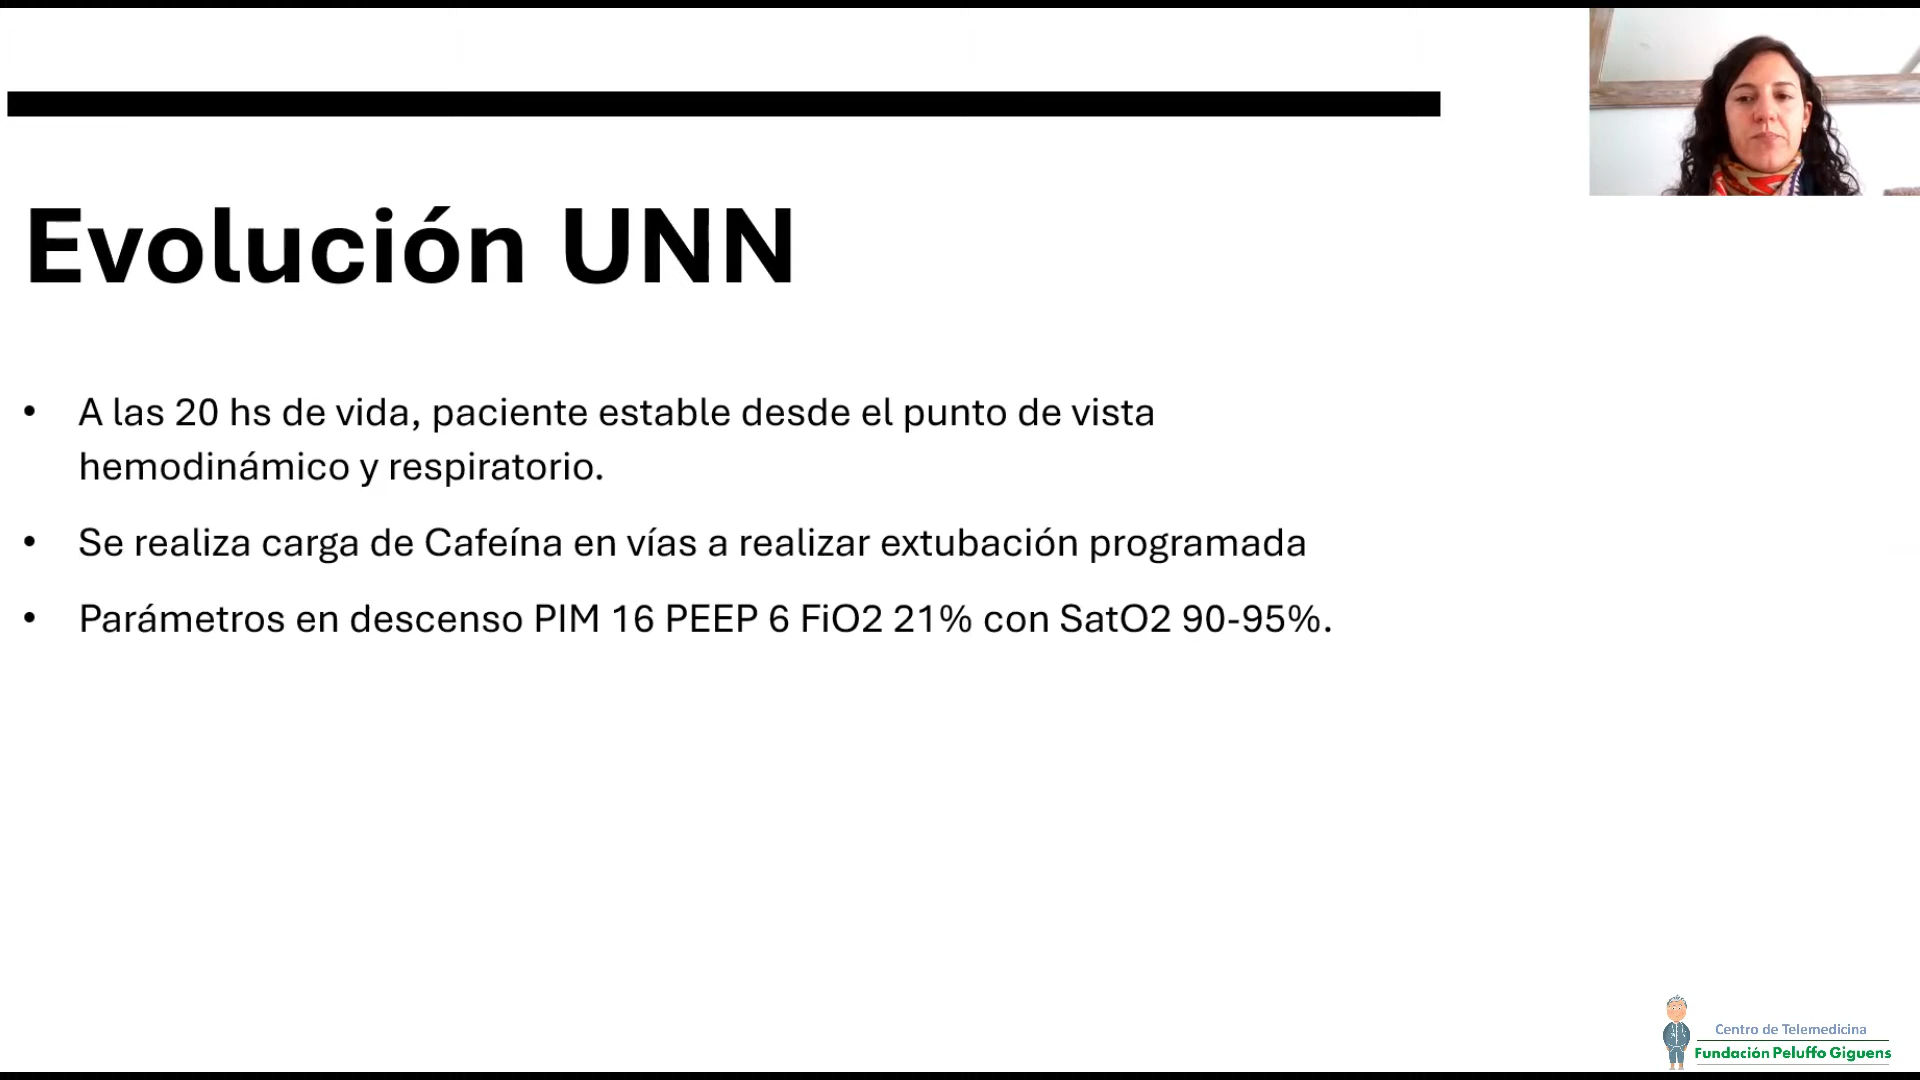 Evolución UNN
• A las 20 hs de vida, paciente estable desde el punto de vista
hemodinámico y respiratorio.
• Se realiza carga de Cafeína en vías a realizar extubación programada
• Parámetros en descenso PIM 16 PEEP 6 FiO2 21% con SatO2 90-95%.
Centro de Telemedicina
Fundación Peluffo Giguens